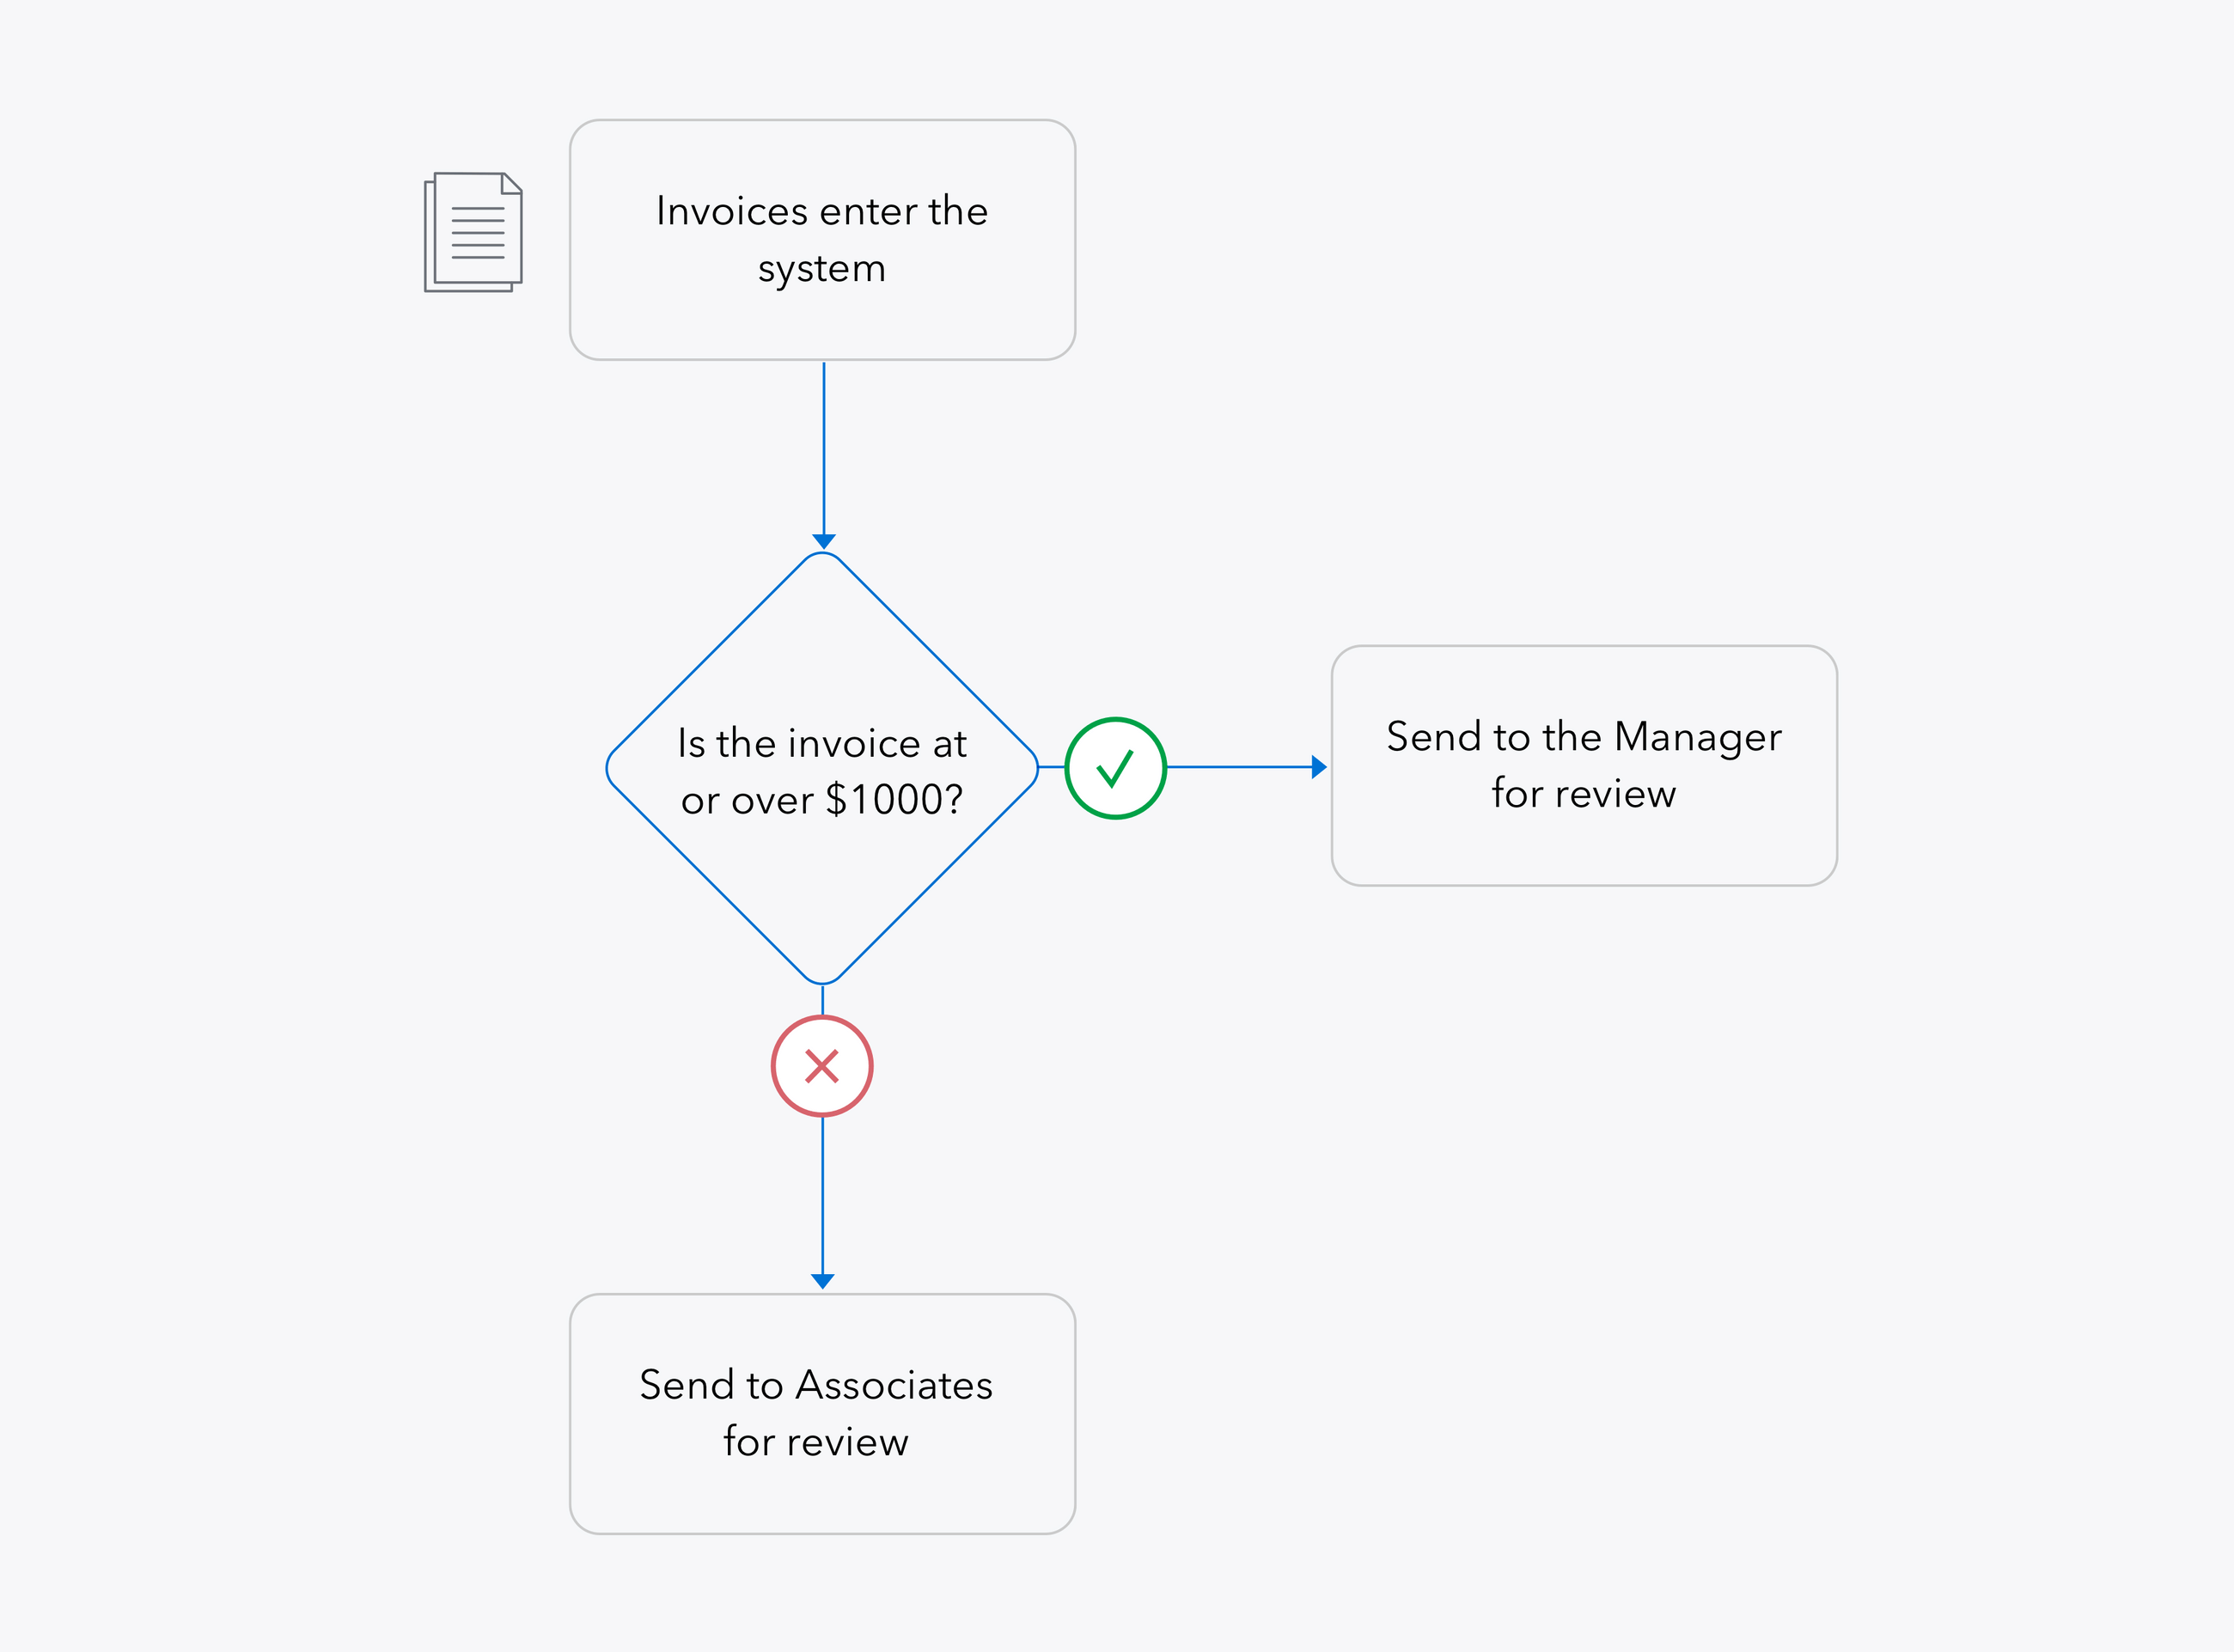 Invoices enter the
system
Is the invoice at
or over $1000?
Send to the Manager
for review
Send to Associates
for review